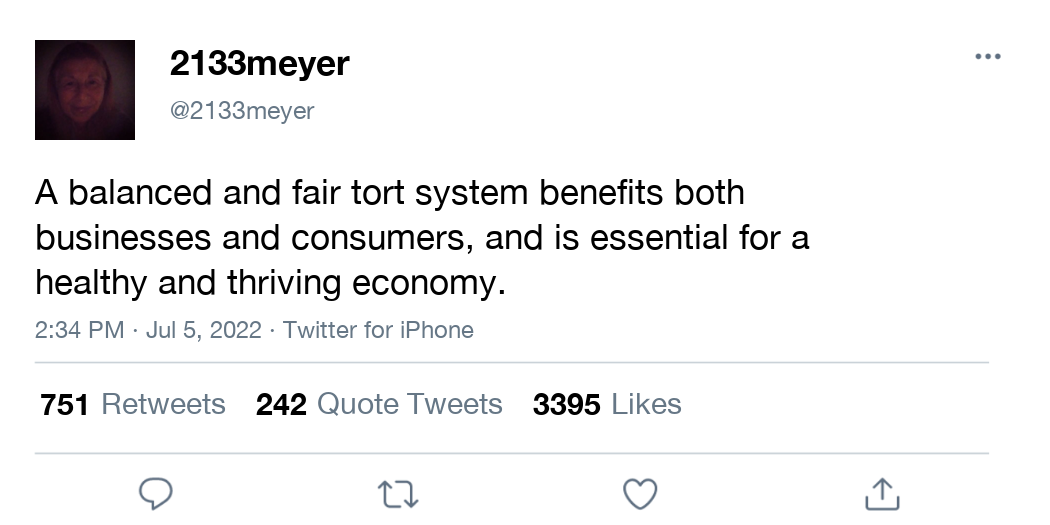 2133meyer
@2133meyer
A balanced and fair tort system benefits both
businesses and consumers, and is essential for a
healthy and thriving economy.
2:34 PM · Jul 5, 2022 · Twitter for iPhone
751 Retweets 242 Quote Tweets 3395 Likes